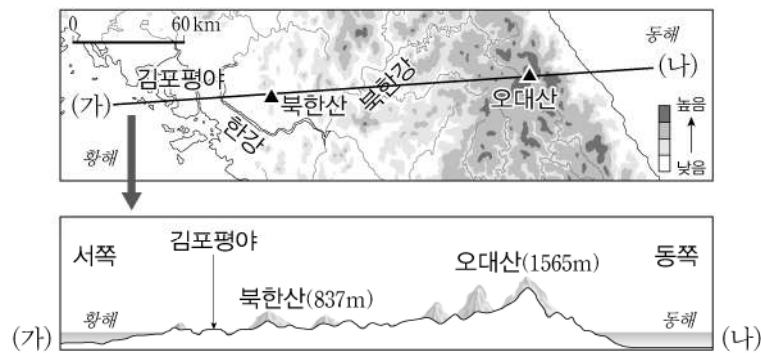 0 60 km
동해
김포평야
(나)
(가)
북한산
북한강
오대산
한강
높음
황해
낮음
김포평야
서쪽
오대산(1565m)
동쪽
북한산(837m)
황해
동해
(가)
(나)